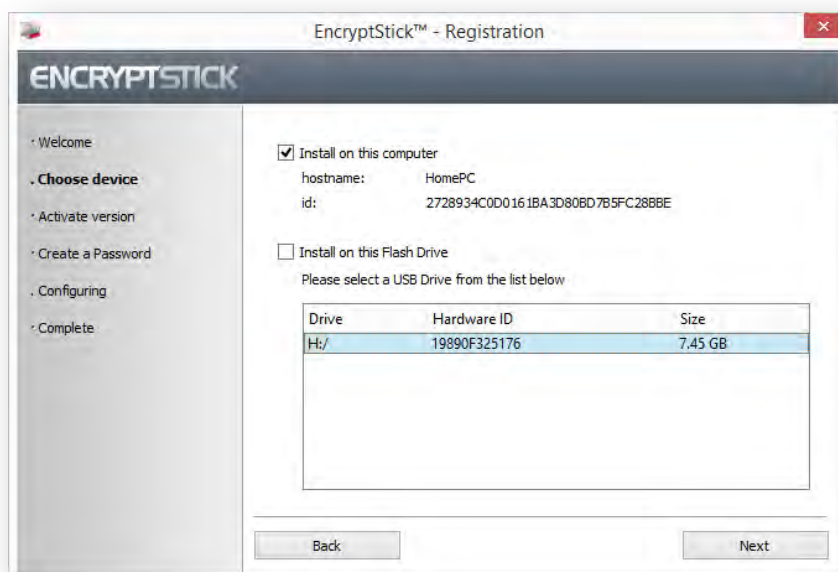 EncryptStick™ - Registration
ENCRYPTSTICK
· Welcome
. Choose device
· Activate version
· Create a Password
. Configuring
· Complete
Install on this computer
hostname: HomePC
id: 2728934C0D0161BA3D80BD7B5FC28BBE
Install on this Flash Drive
Please select a USB Drive from the list below
Drive Hardware ID Size
H:/ 19890F325176 7.45 GB
Back Next